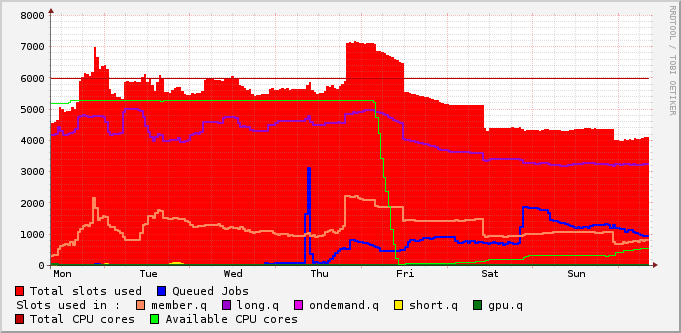 8000
7000
6000
5000
4000
3000
2000
1000
0
Mon Tue Wed Thu Fri Sat Sun
Total slots used Queued Jobs
Slots used in : member.q long.q ondemand.q short.q gpu.q
Total CPU cores Available CPU cores
RRDTOOL / TOBI OETIKER